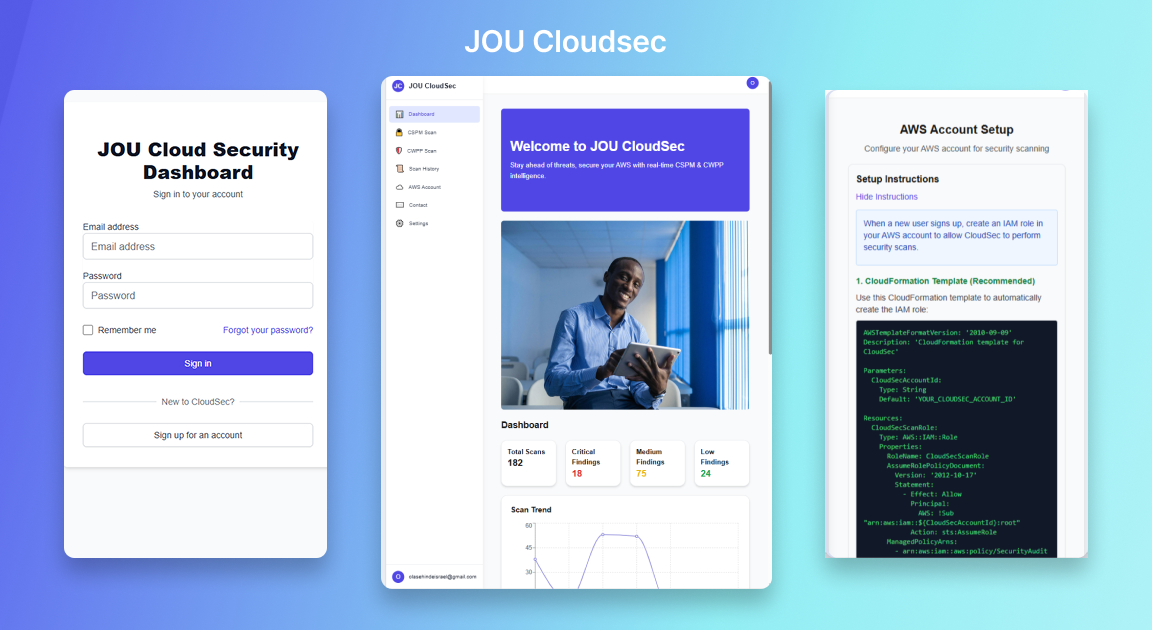 JOU Cloudsec
JOU Cloud Security
Dashboard
Sign in to your account
Email address
Email address
Password
Password
Remember me
Forgot your password?
Sign in
New to CloudSec?
Sign up for an account
JC JOU CloudSec
O
Dashboard
CSPM Scan
CWPP Scan
Scan History
AWS Account
Contact
Settings
O olasehindeisrael@gmail.com
Welcome to JOU CloudSec
Stay ahead of threats, secure your AWS with real-time CSPM & CWPP
intelligence.
Dashboard
Total Scans
182
Critical
Findings
18
Medium
Findings
75
Low
Findings
24
Scan Trend
60
45
30
AWS Account Setup
Configure your AWS account for security scanning
Setup Instructions
Hide Instructions
When a new user signs up, create an IAM role in
your AWS account to allow CloudSec to perform
security scans.
1. CloudFormation Template (Recommended)
Use this CloudFormation template to automatically
create the IAM role:
AWSTemplateFormatVersion: '2010-09-09'
Description: 'CloudFormation template for
CloudSec'
Parameters:
CloudSecAccountId:
Type: String
Default: 'YOUR_CLOUDSEC_ACCOUNT_ID'
Resources:
CloudSecScanRole:
Type: AWS::IAM::Role
Properties:
RoleName: CloudSecScanRole
AssumeRolePolicyDocument:
Version: '2012-10-17'
Statement:
- Effect: Allow
Principal:
AWS: !Sub
"arn:aws:iam::${CloudSecAccountId}:root"
Action: sts:AssumeRole
ManagedPolicyArns:
- arn:aws:iam::aws:policy/SecurityAudit